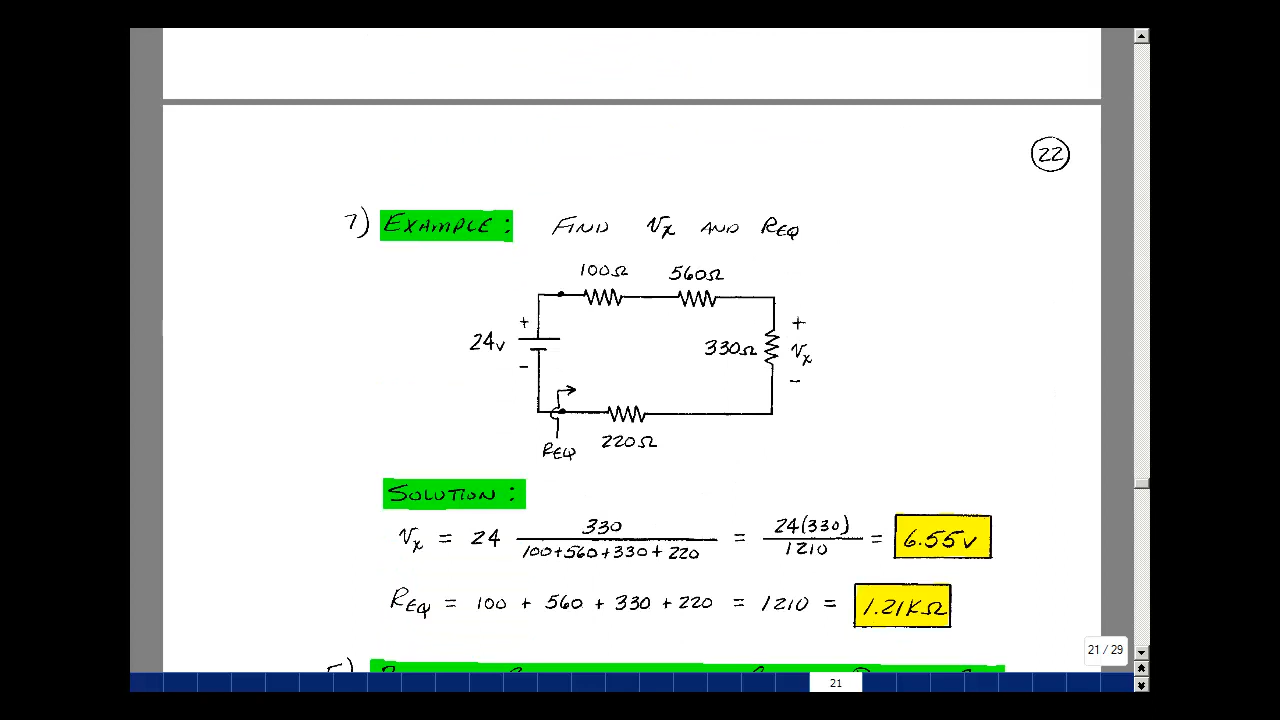 22
7) EXAMPLE: FIND Vx AND REQ
100Ω 560Ω
+ +
24V 330Ω Vx
- -
REQ 220Ω
SOLUTION:
Vx = 24 330 / 100+560+330+220 = 24(330) / 1210 = 6.55V
REQ = 100 + 560 + 330 + 220 = 1210 = 1.21KΩ
21 / 29
21